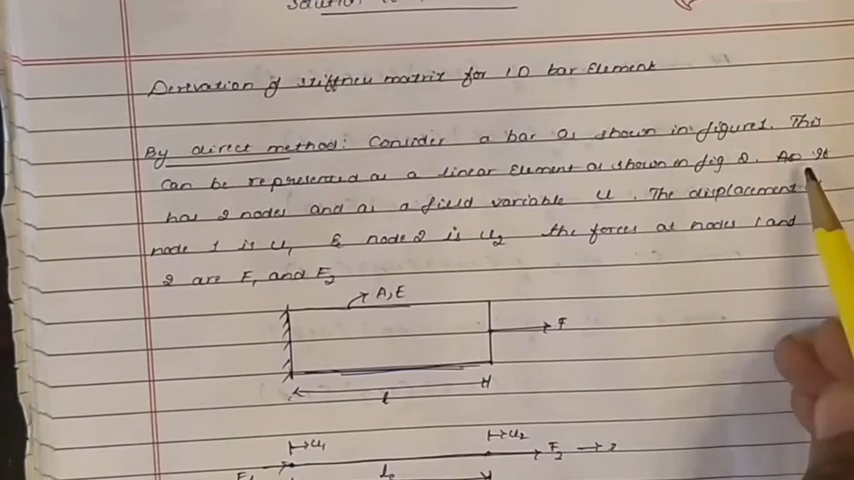 Derivation of stiffness matrix for 1D bar Element
By direct method: Consider a bar as shown in figure 1. This
can be represented as a linear Element as shown in fig 2. As It
has 2 nodes and as a field variable u. The displacement
node 1 is u₁ & node 2 is u₂ the forces at nodes 1 and
2 are F₁ and F₂
A,E
F
l
u₁
u₂
F₂
F₁